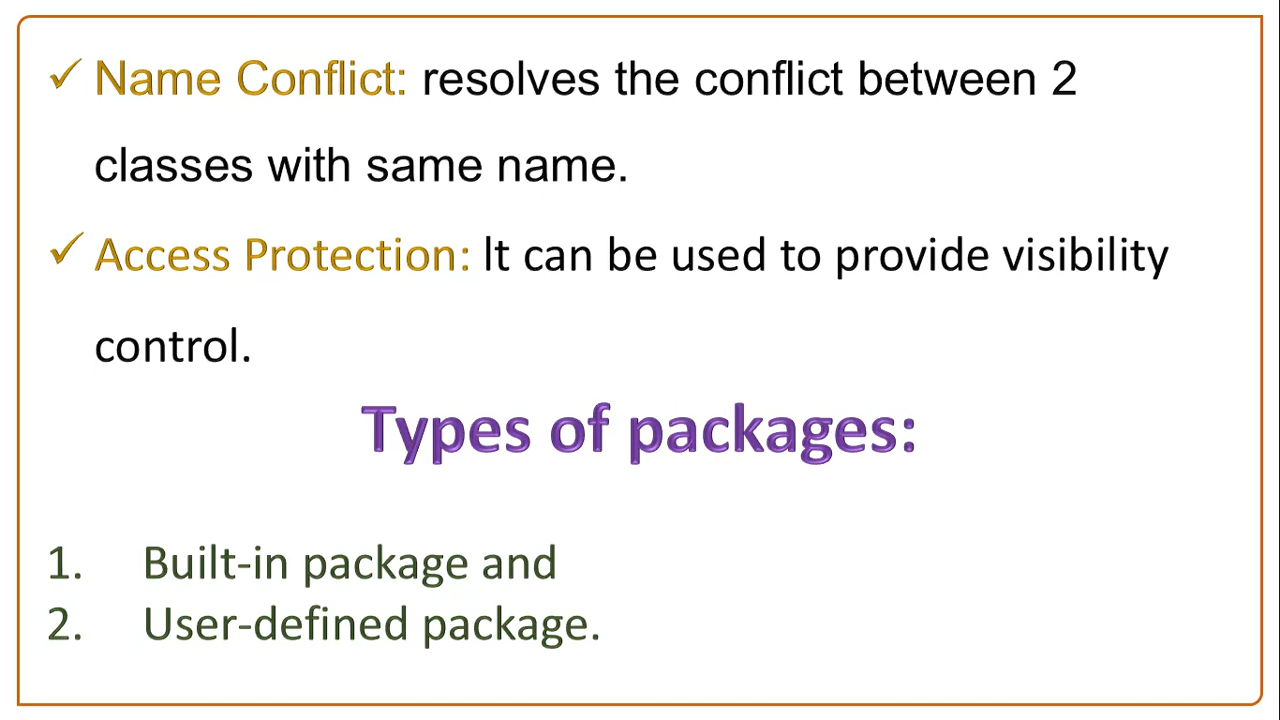 ✓ Name Conflict: resolves the conflict between 2
classes with same name.
✓ Access Protection: It can be used to provide visibility
control.
Types of packages:
1. Built-in package and
2. User-defined package.